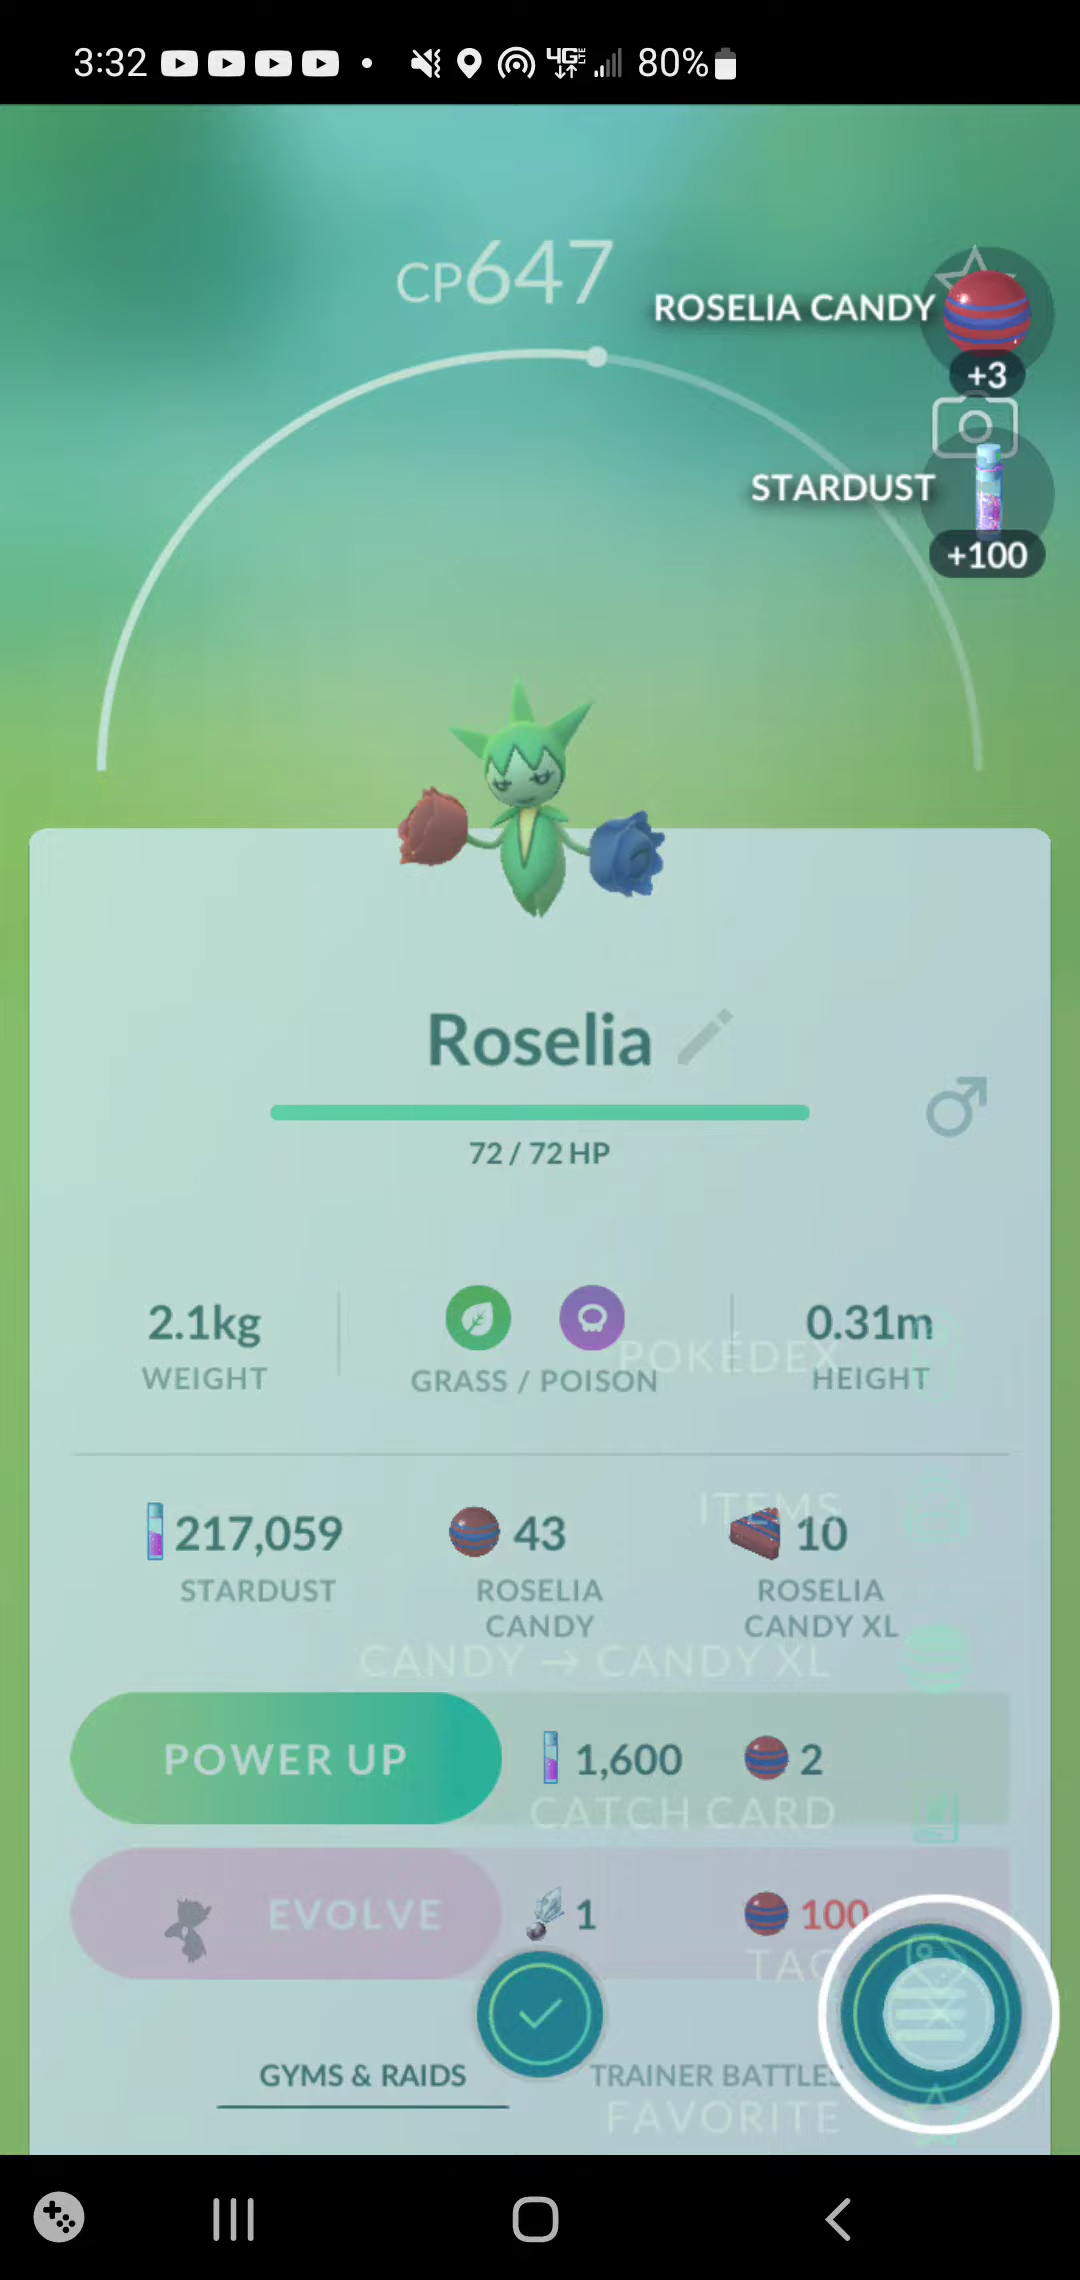 3:32
4G LTE
80%
CP647
ROSELIA CANDY
+3
STARDUST
+100
Roselia
72 / 72 HP
2.1kg
WEIGHT
GRASS / POISON
0.31m
HEIGHT
POKÉDEX
ITEMS
217,059
STARDUST
43
ROSELIA
CANDY
10
ROSELIA
CANDY XL
CANDY → CANDY XL
POWER UP
1,600
2
CATCH CARD
EVOLVE
1
100
TAG
GYMS & RAIDS
TRAINER BATTLES
FAVORITE